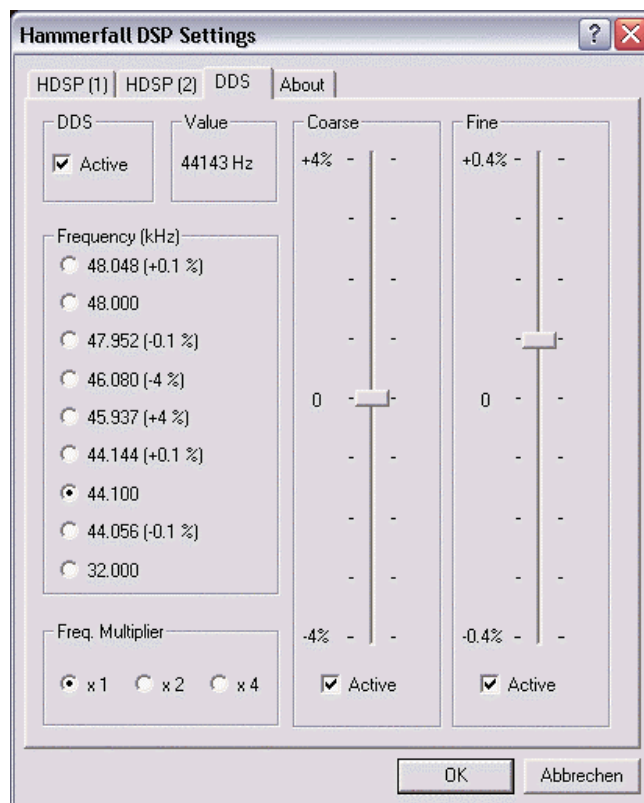 Hammerfall DSP Settings
HDSP (1) HDSP (2) DDS About
DDS
Active
Value
44143 Hz
Frequency (kHz)
48.048 (+0.1 %)
48.000
47.952 (-0.1 %)
46.080 (-4 %)
45.937 (+4 %)
44.144 (+0.1 %)
44.100
44.056 (-0.1 %)
32.000
Freq. Multiplier
x 1 x 2 x 4
Coarse
+4%
0
-4%
Active
Fine
+0.4%
0
-0.4%
Active
OK Abbrechen